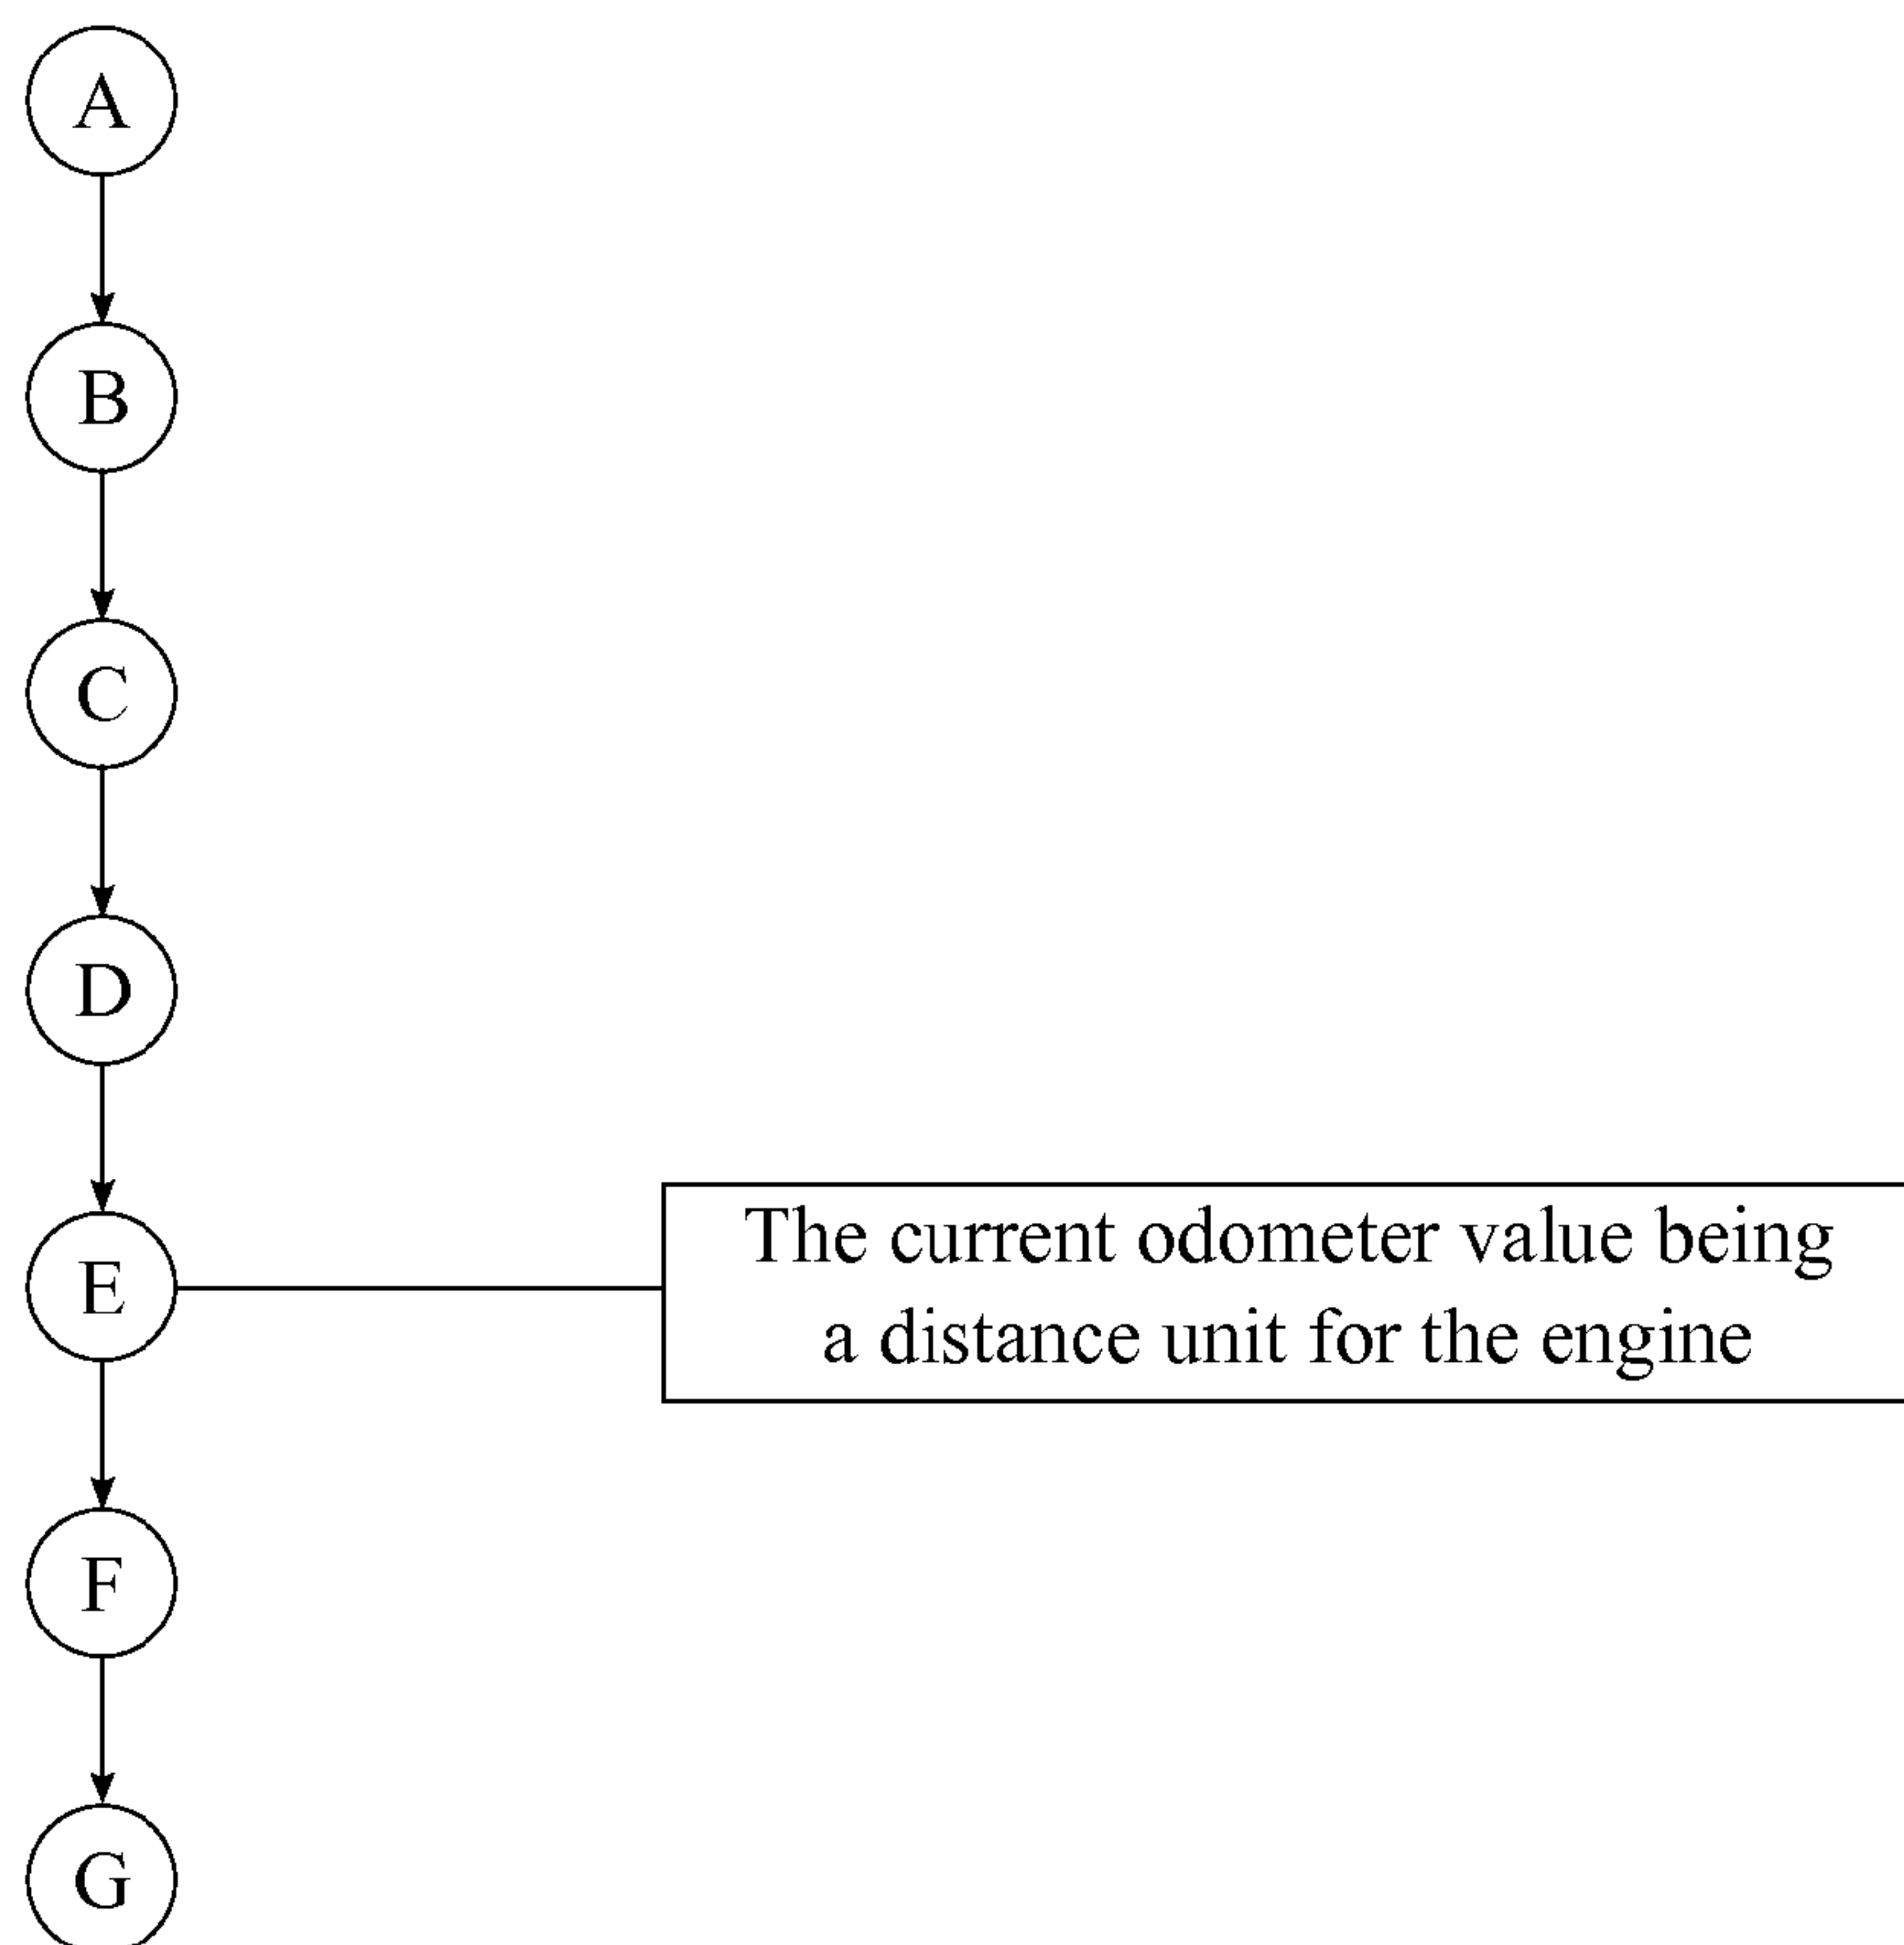 A
B
C
D
E
The current odometer value being
a distance unit for the engine
F
G